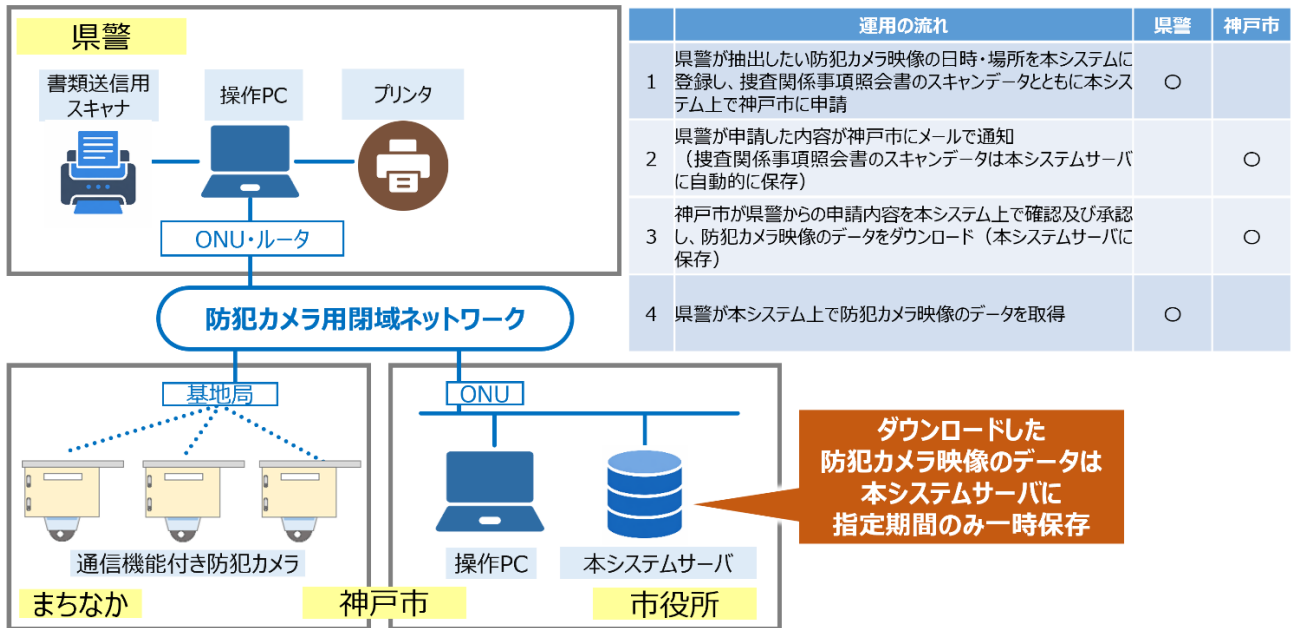 県警
書類送信用
スキャナ
操作PC
プリンタ
ONU・ルータ
防犯カメラ用閉域ネットワーク
運用の流れ 県警 神戸市
1 県警が抽出したい防犯カメラ映像の日時・場所を本システムに
登録し、捜査関係事項照会書のスキャンデータとともに本シス
テム上で神戸市に申請 ○
2 県警が申請した内容が神戸市にメールで通知
（捜査関係事項照会書のスキャンデータは本システムサーバ
に自動的に保存） ○
3 神戸市が県警からの申請内容を本システム上で確認及び承認
し、防犯カメラ映像のデータをダウンロード（本システムサーバに
保存） ○
4 県警が本システム上で防犯カメラ映像のデータを取得 ○
基地局
通信機能付き防犯カメラ
まちなか
神戸市
ONU
操作PC
本システムサーバ
市役所
ダウンロードした
防犯カメラ映像のデータは
本システムサーバに
指定期間のみ一時保存